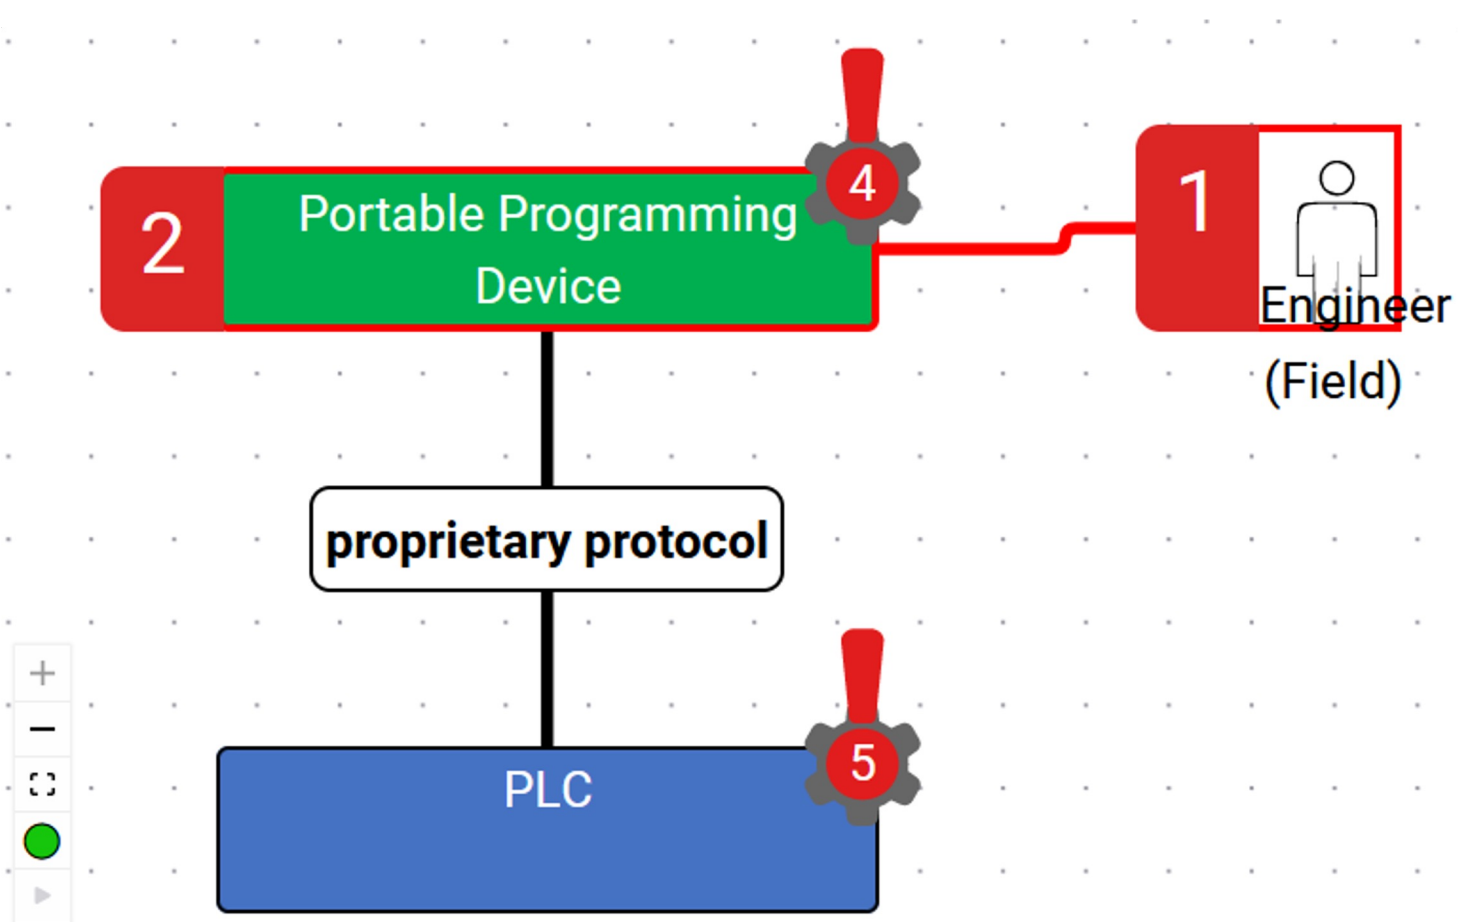 4
1
2
Portable Programming
Device
Engineer
(Field)
proprietary protocol
5
PLC